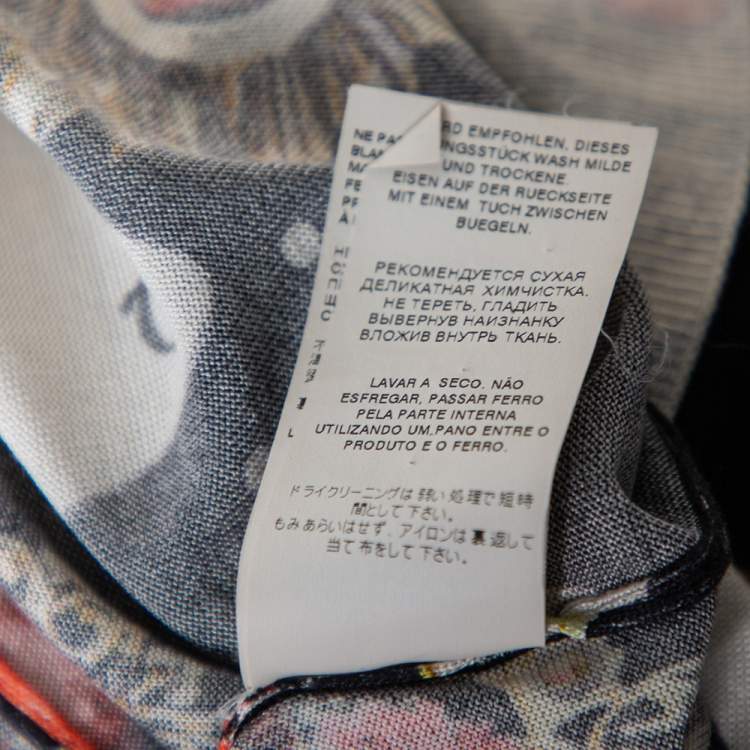 RD EMPFOHLEN, DIESES
NGSSTÜCK WASH MILDE
UND TROCKENE.
EISEN AUF DER RUECKSEITE
MIT EINEM TUCH ZWISCHEN
BUEGELN.
NE PA
BLA
MA
FE
PF
РЕКОМЕНДУЕТСЯ СУХАЯ
ДЕЛИКАТНАЯ ХИМЧИСТКА.
НЕ ТЕРЕТЬ, ГЛАДИТЬ
ВЫВЕРНУВ НАИЗНАНКУ
ВЛОЖИВ ВНУТРЬ ТКАНЬ.
LAVAR A SECO. NÃO
ESFREGAR, PASSAR FERRO
PELA PARTE INTERNA
UTILIZANDO UM,PANO ENTRE O
PRODUTO E O FERRO.
ドライクリーニングは弱い処理で短時
間として下さい。
もみあらいはせず、アイロンは裏返して
当て布をして下さい。